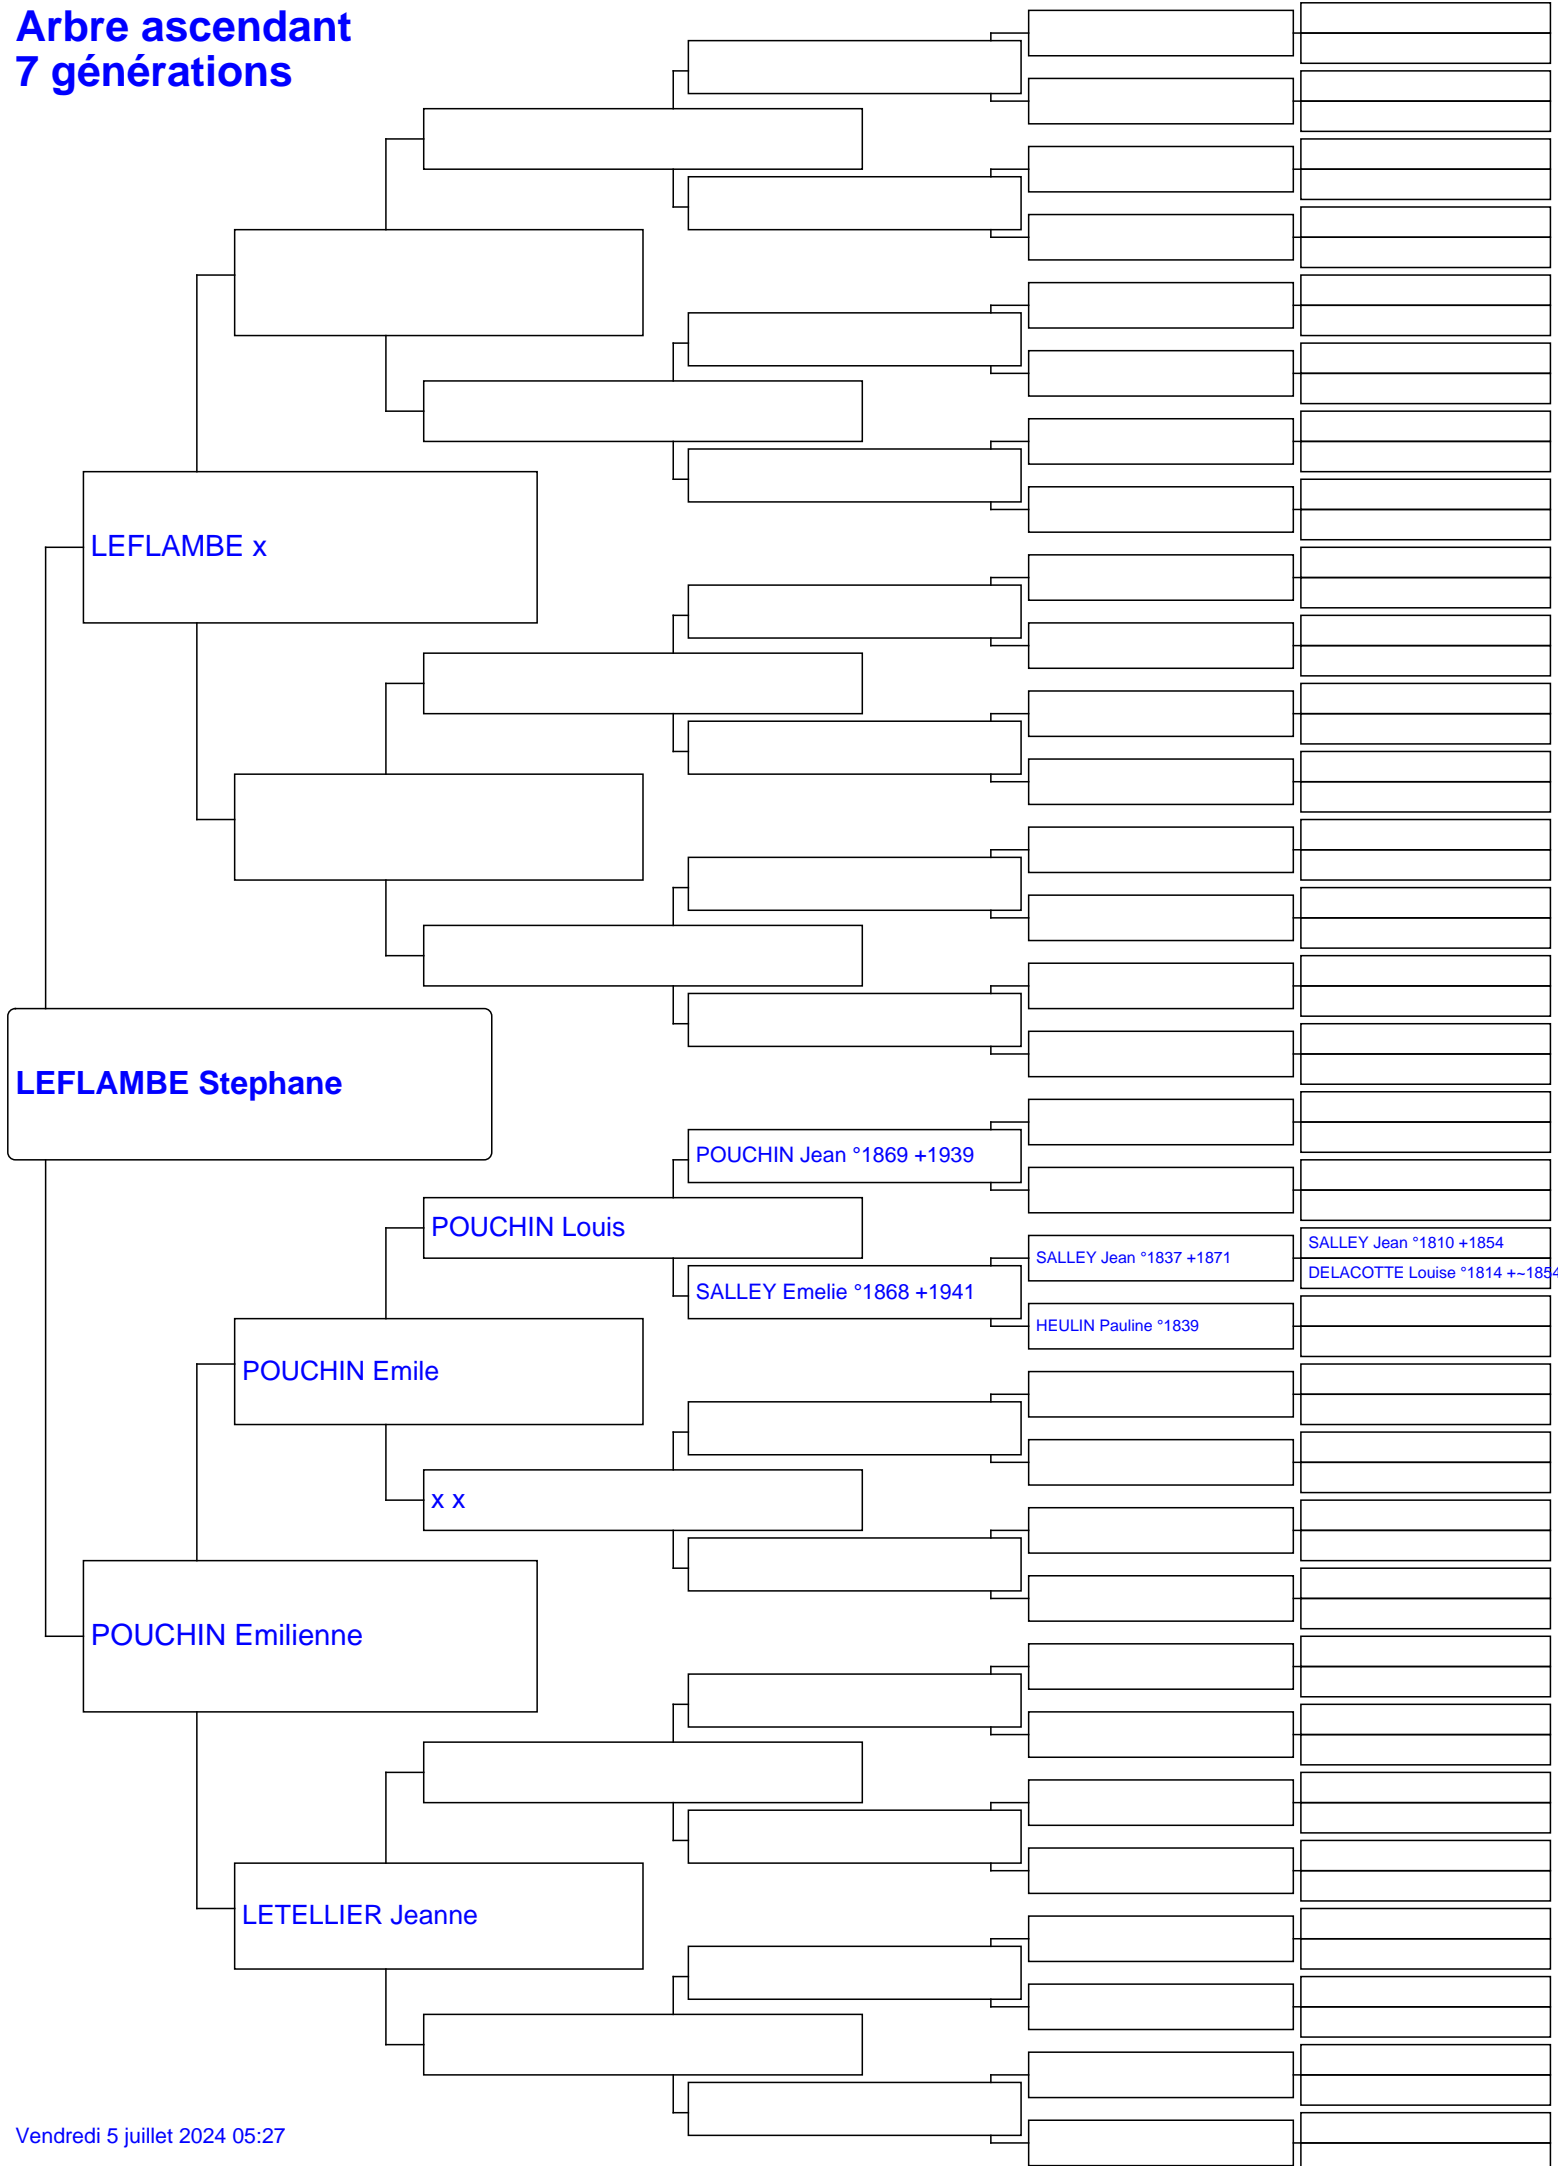 Arbre ascendant
7 générations
LEFLAMBE x
LEFLAMBE Stephane
POUCHIN Jean °1869 +1939
POUCHIN Louis
SALLEY Jean °1810 +1854
SALLEY Jean °1837 +1871
DELACOTTE Louise °1814 +~1854
SALLEY Emelie °1868 +1941
HEULIN Pauline °1839
POUCHIN Emile
x x
POUCHIN Emilienne
LETELLIER Jeanne
Vendredi 5 juillet 2024 05:27